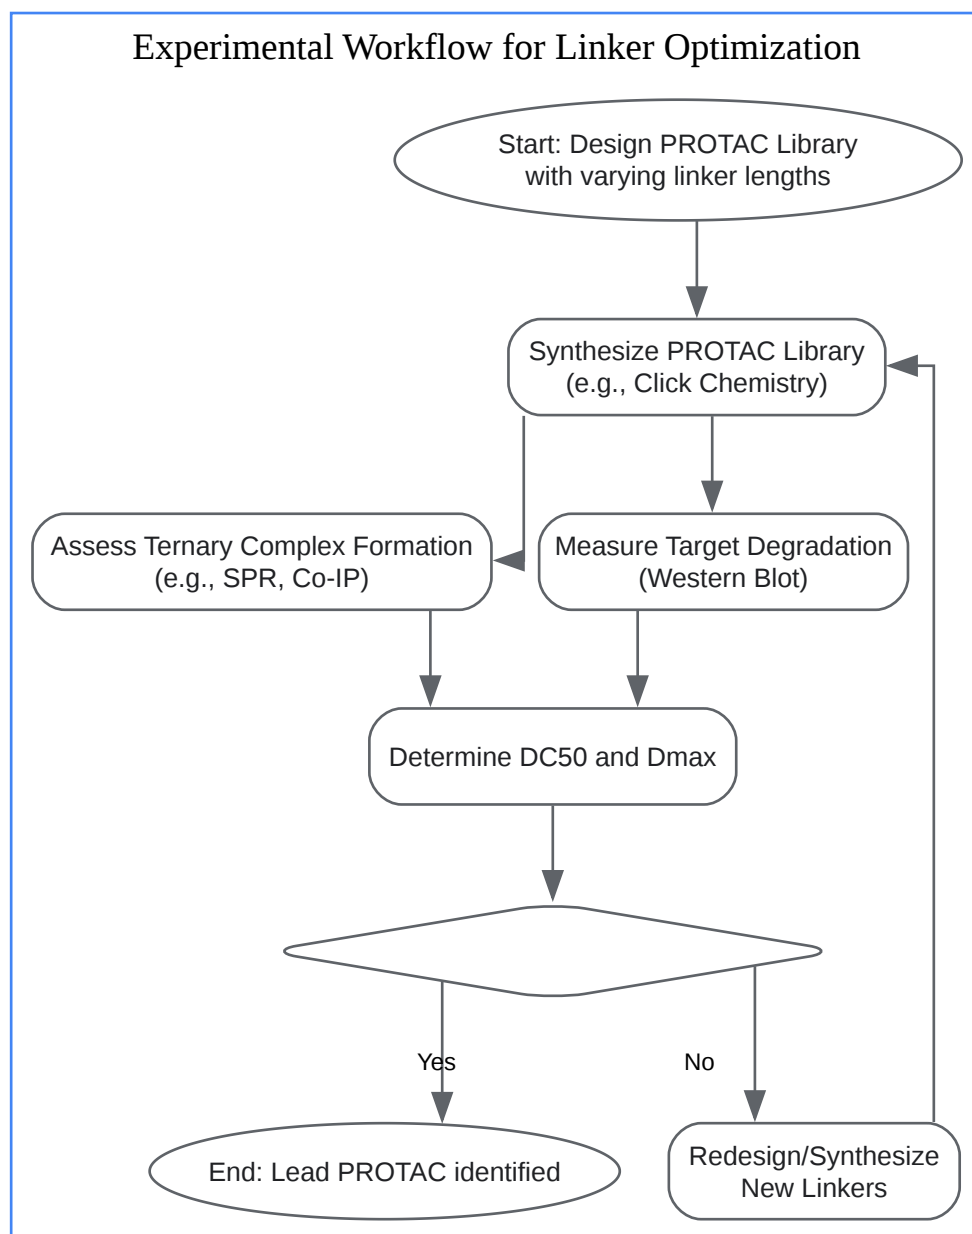 Experimental Workflow for Linker Optimization
Start: Design PROTAC Library
with varying linker lengths
Synthesize PROTAC Library
(e.g., Click Chemistry)
Assess Ternary Complex Formation
(e.g., SPR, Co-IP)
Measure Target Degradation
(Western Blot)
Determine DC50 and Dmax
Yes
No
End: Lead PROTAC identified
Redesign/Synthesize
New Linkers